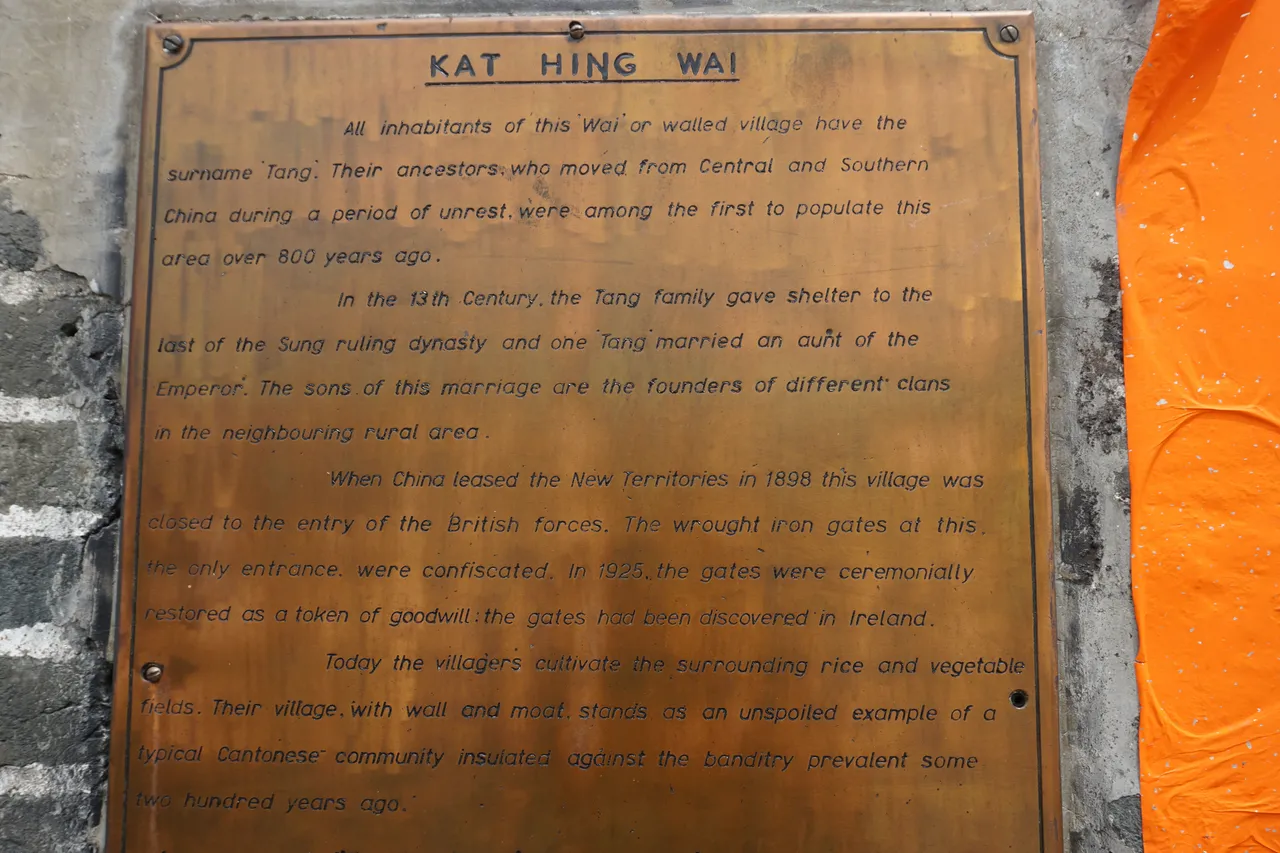 KAT HING WAI
All inhabitants of this 'Wai' or walled village have the
surname 'Tang'. Their ancestors, who moved from Central and Southern
China during a period of unrest, were among the first to populate this
area over 800 years ago.
In the 13th Century, the Tang family gave shelter to the
last of the Sung ruling dynasty and one 'Tang' married an aunt of the
Emperor. The sons of this marriage are the founders of different clans
in the neighbouring rural area.
When China leased the New Territories in 1898 this village was
closed to the entry of the British forces. The wrought iron gates at this,
the only entrance, were confiscated. In 1925, the gates were ceremonially
restored as a token of goodwill: the gates had been discovered in Ireland.
Today the villagers cultivate the surrounding rice and vegetable
fields. Their village, with wall and moat, stands as an unspoiled example of a
typical Cantonese community insulated against the banditry prevalent some
two hundred years ago.